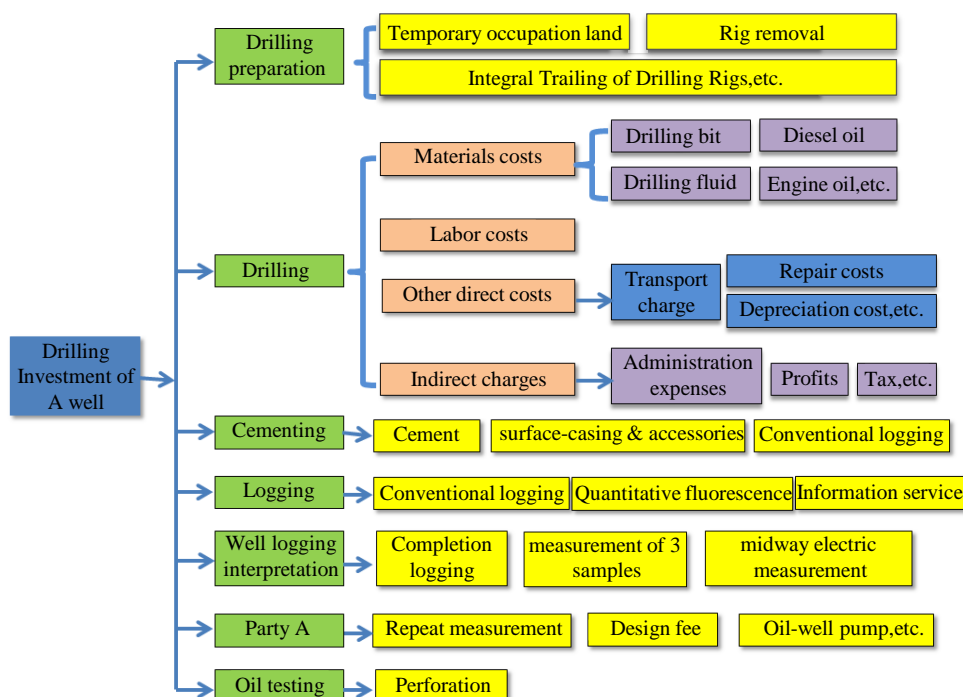 Drilling
Investment of
A well
Drilling
preparation
Temporary occupation land
Rig removal
Integral Trailing of Drilling Rigs,etc.
Drilling
Materials costs
Drilling bit
Diesel oil
Drilling fluid
Engine oil,etc.
Labor costs
Other direct costs
Transport
charge
Repair costs
Depreciation cost,etc.
Indirect charges
Administration
expenses
Profits
Tax,etc.
Cementing
Cement
surface-casing & accessories
Conventional logging
Logging
Conventional logging
Quantitative fluorescence
Information service
Well logging
interpretation
Completion
logging
measurement of 3
samples
midway electric
measurement
Party A
Repeat measurement
Design fee
Oil-well pump,etc.
Oil testing
Perforation